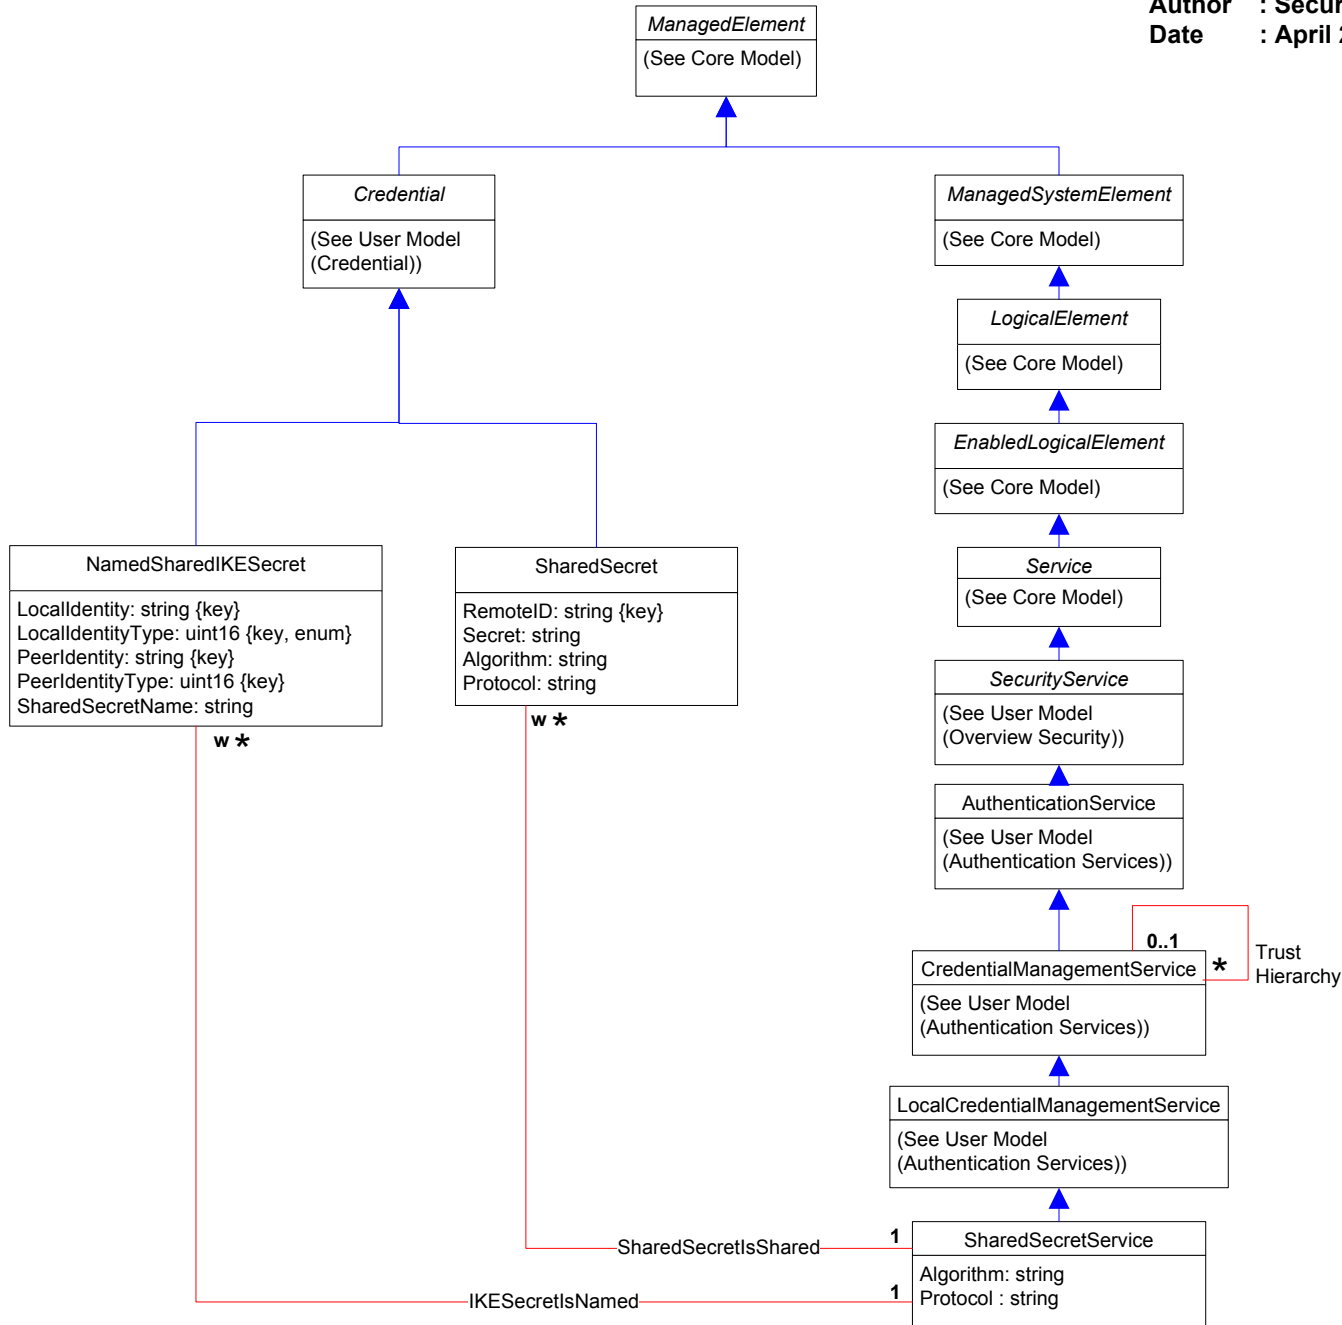 Author : Secur
Date : April 2
ManagedElement
(See Core Model)
Credential
(See User Model
(Credential))
ManagedSystemElement
(See Core Model)
LogicalElement
(See Core Model)
EnabledLogicalElement
(See Core Model)
Service
(See Core Model)
NamedSharedIKESecret
LocalIdentity: string {key}
LocalIdentityType: uint16 {key, enum}
PeerIdentity: string {key}
PeerIdentityType: uint16 {key}
SharedSecretName: string
w *
SharedSecret
RemoteID: string {key}
Secret: string
Algorithm: string
Protocol: string
w *
SecurityService
(See User Model
(Overview Security))
AuthenticationService
(See User Model
(Authentication Services))
0..1
*
Trust
Hierarchy
CredentialManagementService
(See User Model
(Authentication Services))
LocalCredentialManagementService
(See User Model
(Authentication Services))
SharedSecretIsShared
1
SharedSecretService
Algorithm: string
Protocol : string
IKESecretIsNamed
1